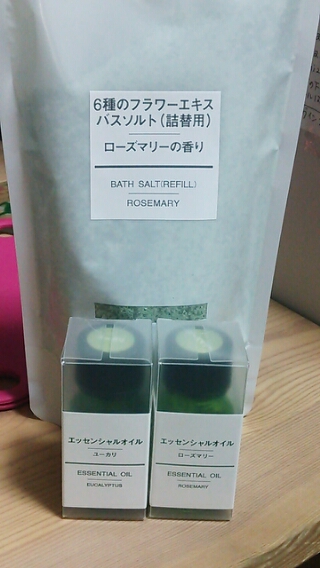 6種のフラワーエキス
バスソルト(詰替用)
ローズマリーの香り
BATH SALT(REFILL)
ROSEMARY
エッセンシャルオイル
ユーカリ
ESSENTIAL OIL
EUCALYPTUS
エッセンシャルオイル
ローズマリー
ESSENTIAL OIL
ROSEMARY